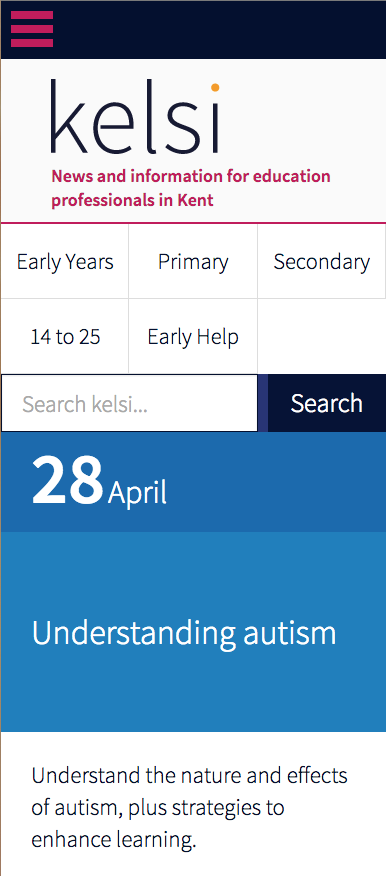 kelsi
News and information for education
professionals in Kent
Early Years
Primary
Secondary
14 to 25
Early Help
Search kelsi...
Search
28 April
Understanding autism
Understand the nature and effects
of autism, plus strategies to
enhance learning.